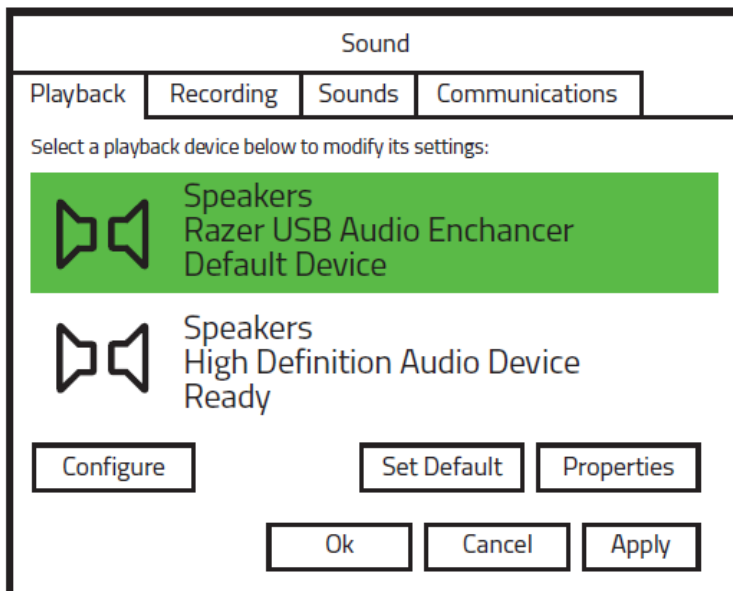 Sound
Playback Recording Sounds Communications
Select a playback device below to modify its settings:
Speakers
Razer USB Audio Enchancer
Default Device
Speakers
High Definition Audio Device
Ready
Configure Set Default Properties
Ok Cancel Apply